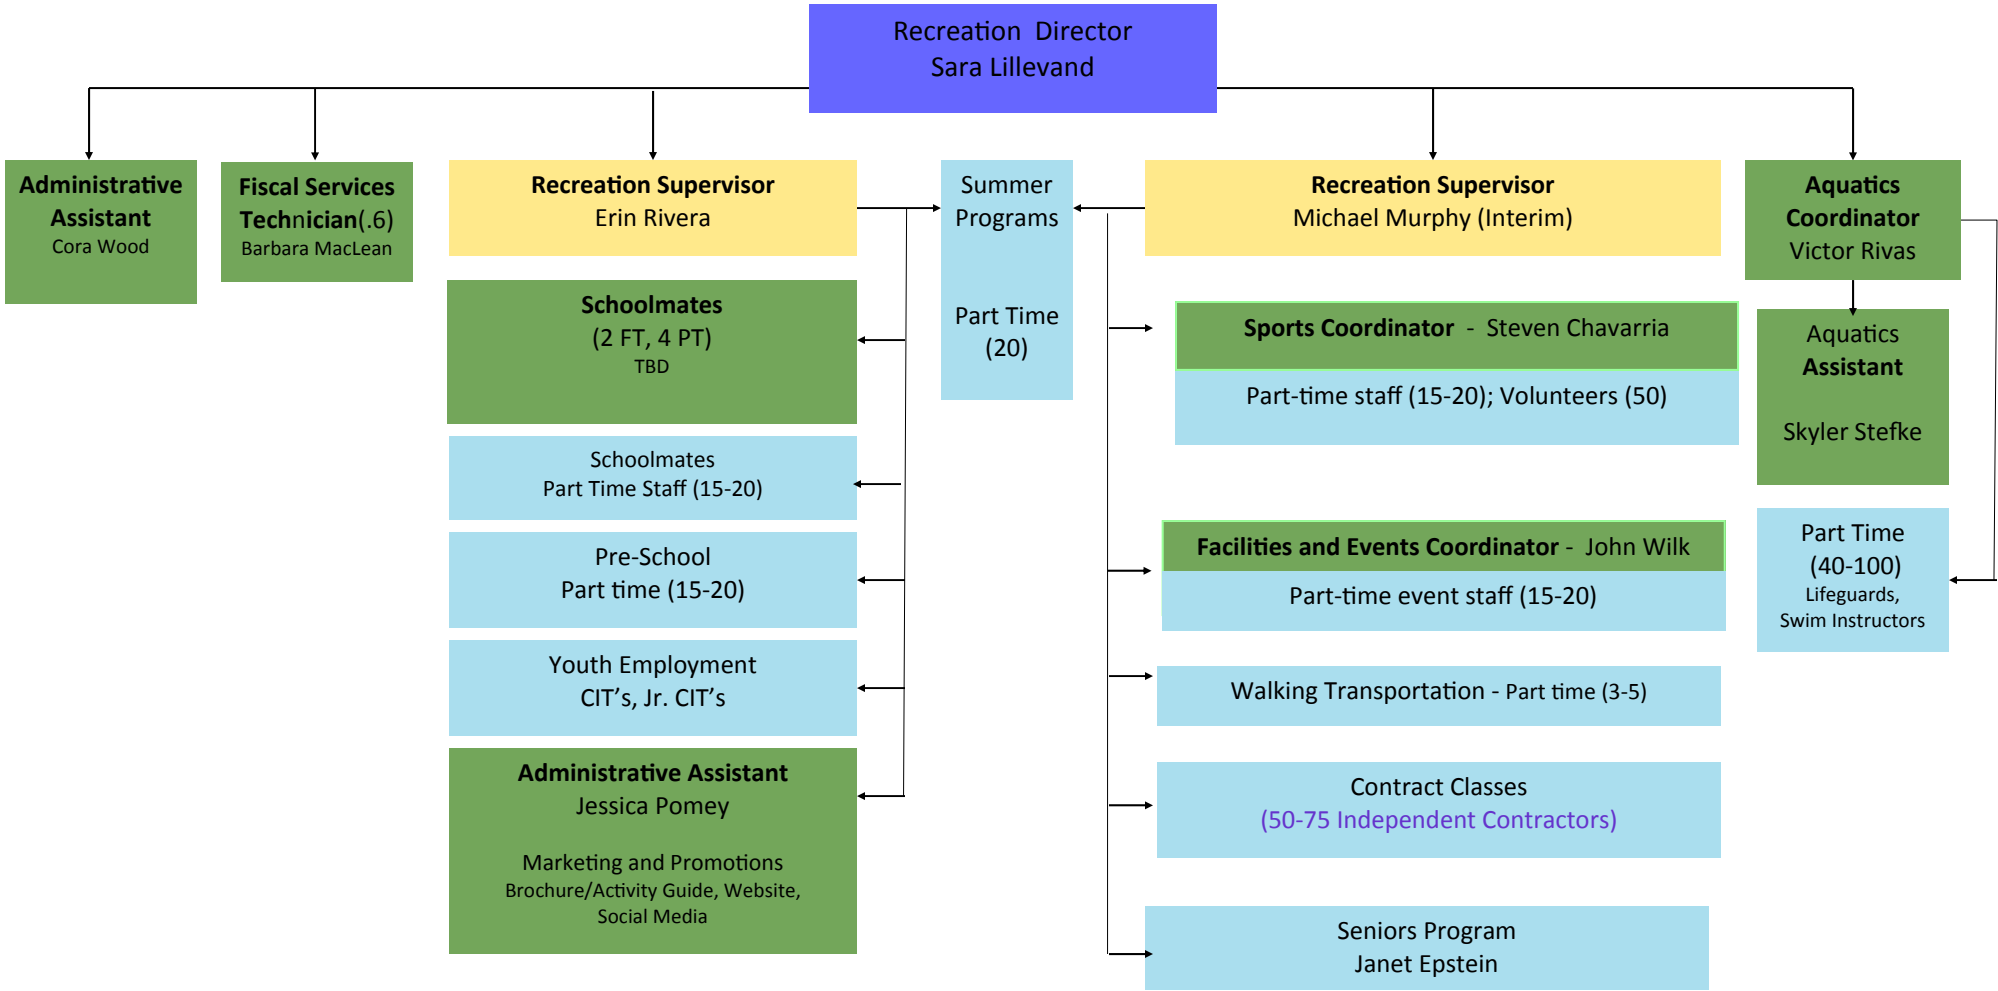 Recreation  Director
Sara Lillevand
Administrative
Assistant
Cora Wood
Fiscal Services
Technician(.6)
Barbara MacLean
Recreation Supervisor
Erin Rivera
Summer
Programs
Part Time
(20)
Recreation Supervisor
Michael Murphy (Interim)
Aquatics
Coordinator
Victor Rivas
Schoolmates
(2 FT, 4 PT)
TBD
Schoolmates
Part Time Staff (15-20)
Pre-School
Part time (15-20)
Youth Employment
CIT's, Jr. CIT's
Administrative Assistant
Jessica Pomey
Marketing and Promotions
Brochure/Activity Guide, Website,
Social Media
Sports Coordinator  -  Steven Chavarria
Part-time staff (15-20); Volunteers (50)
Facilities and Events Coordinator -  John Wilk
Part-time event staff (15-20)
Walking Transportation - Part time (3-5)
Contract Classes
(50-75 Independent Contractors)
Seniors Program
Janet Epstein
Aquatics
Assistant
Skyler Stefke
Part Time
(40-100)
Lifeguards,
Swim Instructors